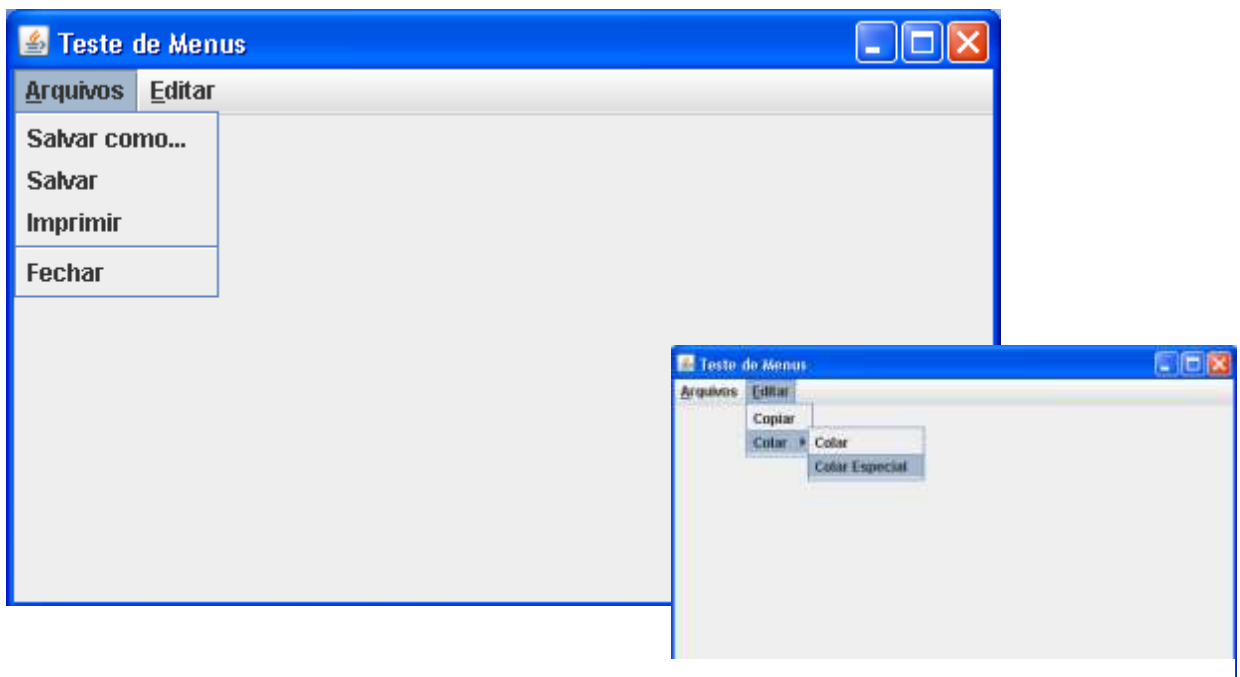 Teste de Menus
Arquivos Editar
Salvar como...
Salvar
Imprimir
Fechar
Teste de Menus
Arquivos Editar
Copiar
Colar Colar
Colar Especial